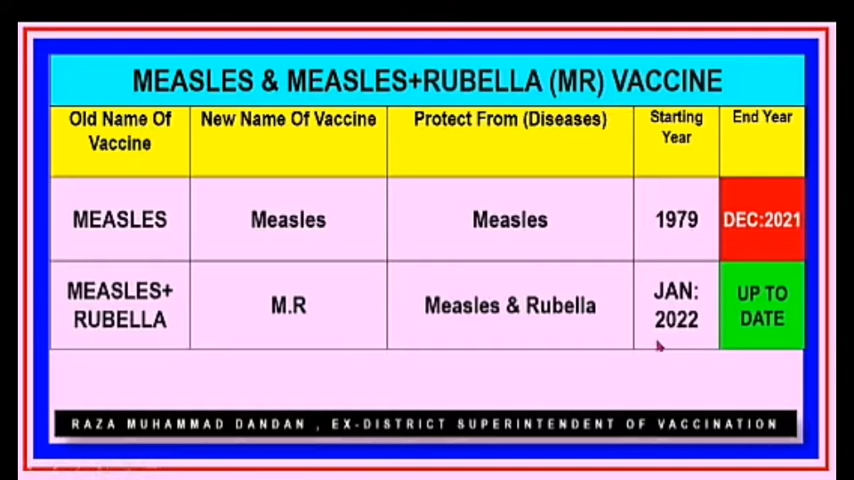 MEASLES & MEASLES+RUBELLA (MR) VACCINE
Old Name Of
Vaccine
New Name Of Vaccine
Protect From (Diseases)
Starting
Year
End Year
MEASLES
Measles
Measles
1979
DEC:2021
MEASLES+
RUBELLA
M.R
Measles & Rubella
JAN:
2022
UP TO
DATE
RAZA MUHAMMAD DANDAN , EX-DISTRICT SUPERINTENDENT OF VACCINATION